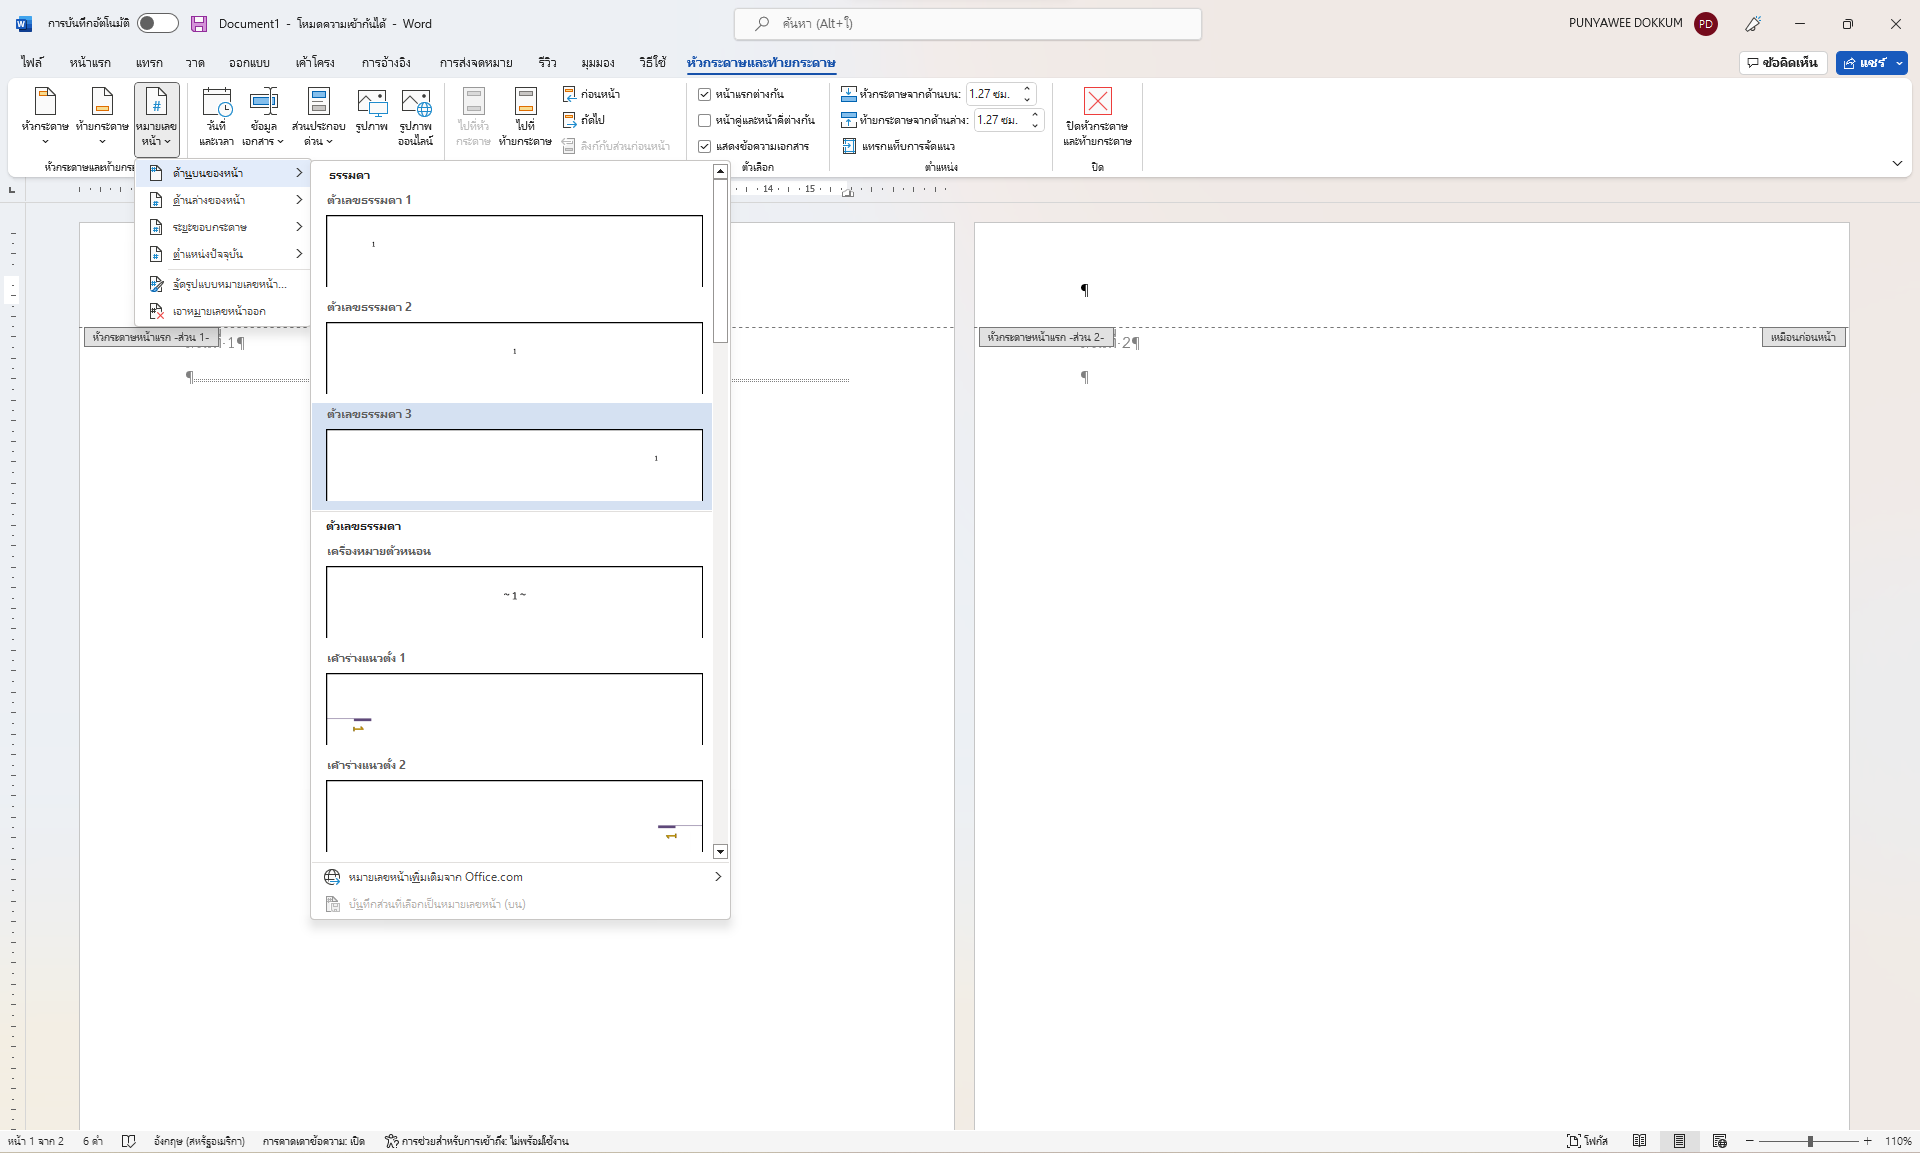 การบันทึกอัตโนมัติ
Document1 - โหมดความเข้ากันได้ - Word
ค้นหา (Alt+ใ)
PUNYAWEE DOKKUM
PD
ไฟล์
หน้าแรก
แทรก
วาด
ออกแบบ
เค้าโครง
การอ้างอิง
การส่งจดหมาย
รีวิว
มุมมอง
วิธีใช้
หัวกระดาษและท้ายกระดาษ
ข้อคิดเห็น
แชร์
หัวกระดาษ
ท้ายกระดาษ
หมายเลข
หน้า
วันที่
และเวลา
ข้อมูล
เอกสาร
ส่วนประกอบ
ด่วน
รูปภาพ
รูปภาพ
ออนไลน์
ไปที่หัว
กระดาษ
ไปที่
ท้ายกระดาษ
ก่อนหน้า
ถัดไป
ลิงก์กับส่วนก่อนหน้า
หน้าแรกต่างกัน
หน้าคู่และหน้าคี่ต่างกัน
แสดงข้อความเอกสาร
หัวกระดาษจากด้านบน: 1.27 ซม.
ท้ายกระดาษจากด้านล่าง: 1.27 ซม.
แทรกแท็บการจัดแนว
ปิดหัวกระดาษ
และท้ายกระดาษ
หัวกระดาษและท้ายกระ
ตัวเลือก
ตำแหน่ง
ปิด
14 15
ด้านบนของหน้า
ด้านล่างของหน้า
ระยะขอบกระดาษ
ตำแหน่งปัจจุบัน
จัดรูปแบบหมายเลขหน้า...
เอาหมายเลขหน้าออก
ธรรมดา
ตัวเลขธรรมดา 1
1
ตัวเลขธรรมดา 2
1
ตัวเลขธรรมดา 3
1
ตัวเลขธรรมดา
เครื่องหมายตัวหนอน
~ 1 ~
เค้าร่างแนวตั้ง 1
1
เค้าร่างแนวตั้ง 2
1
หมายเลขหน้าเพิ่มเติมจาก Office.com
บันทึกส่วนที่เลือกเป็นหมายเลขหน้า (บน)
หัวกระดาษหน้าแรก -ส่วน 1-
1¶
¶
¶
หัวกระดาษหน้าแรก -ส่วน 2-
2¶
เหมือนก่อนหน้า
¶
หน้า 1 จาก 2
6 คำ
อังกฤษ (สหรัฐอเมริกา)
การคาดเดาข้อความ: เปิด
การช่วยสำหรับการเข้าถึง: ไม่พร้อมใช้งาน
โฟกัส
110%